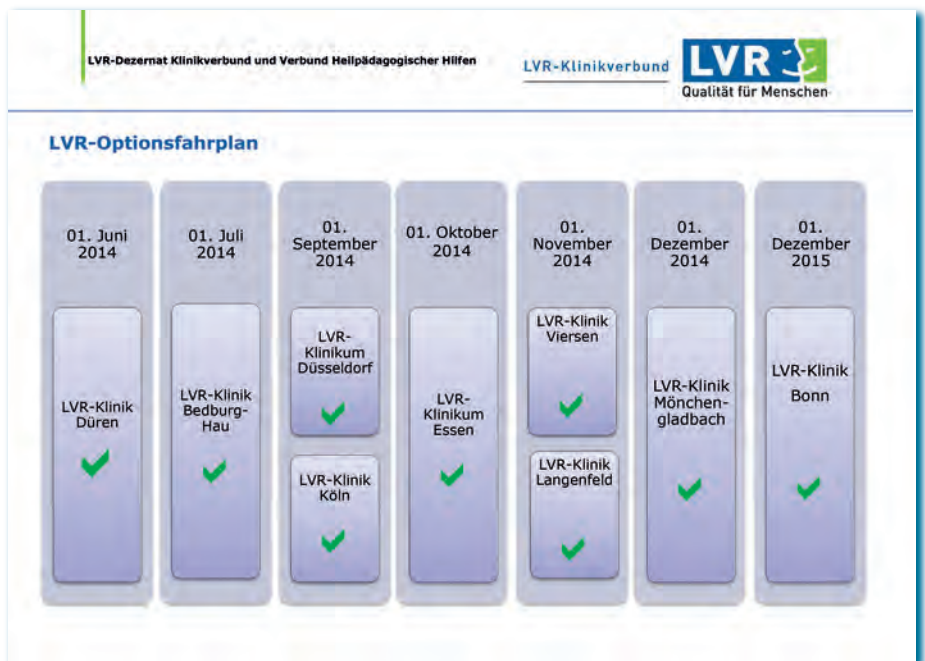 LVR-Dezernat Klinikverbund und Verbund Heilpädagogischer Hilfen
LVR-Klinikverbund
LVR
Qualität für Menschen
LVR-Optionsfahrplan
01. Juni
2014
LVR-Klinik
Düren
01. Juli
2014
LVR-Klinik
Bedburg-
Hau
01.
September
2014
LVR-
Klinikum
Düsseldorf
LVR-Klinik
Köln
01. Oktober
2014
LVR-
Klinikum
Essen
01.
November
2014
LVR-Klinik
Viersen
LVR-Klinik
Langenfeld
01.
Dezember
2014
LVR-Klinik
Mönchen-
gladbach
01.
Dezember
2015
LVR-Klinik
Bonn